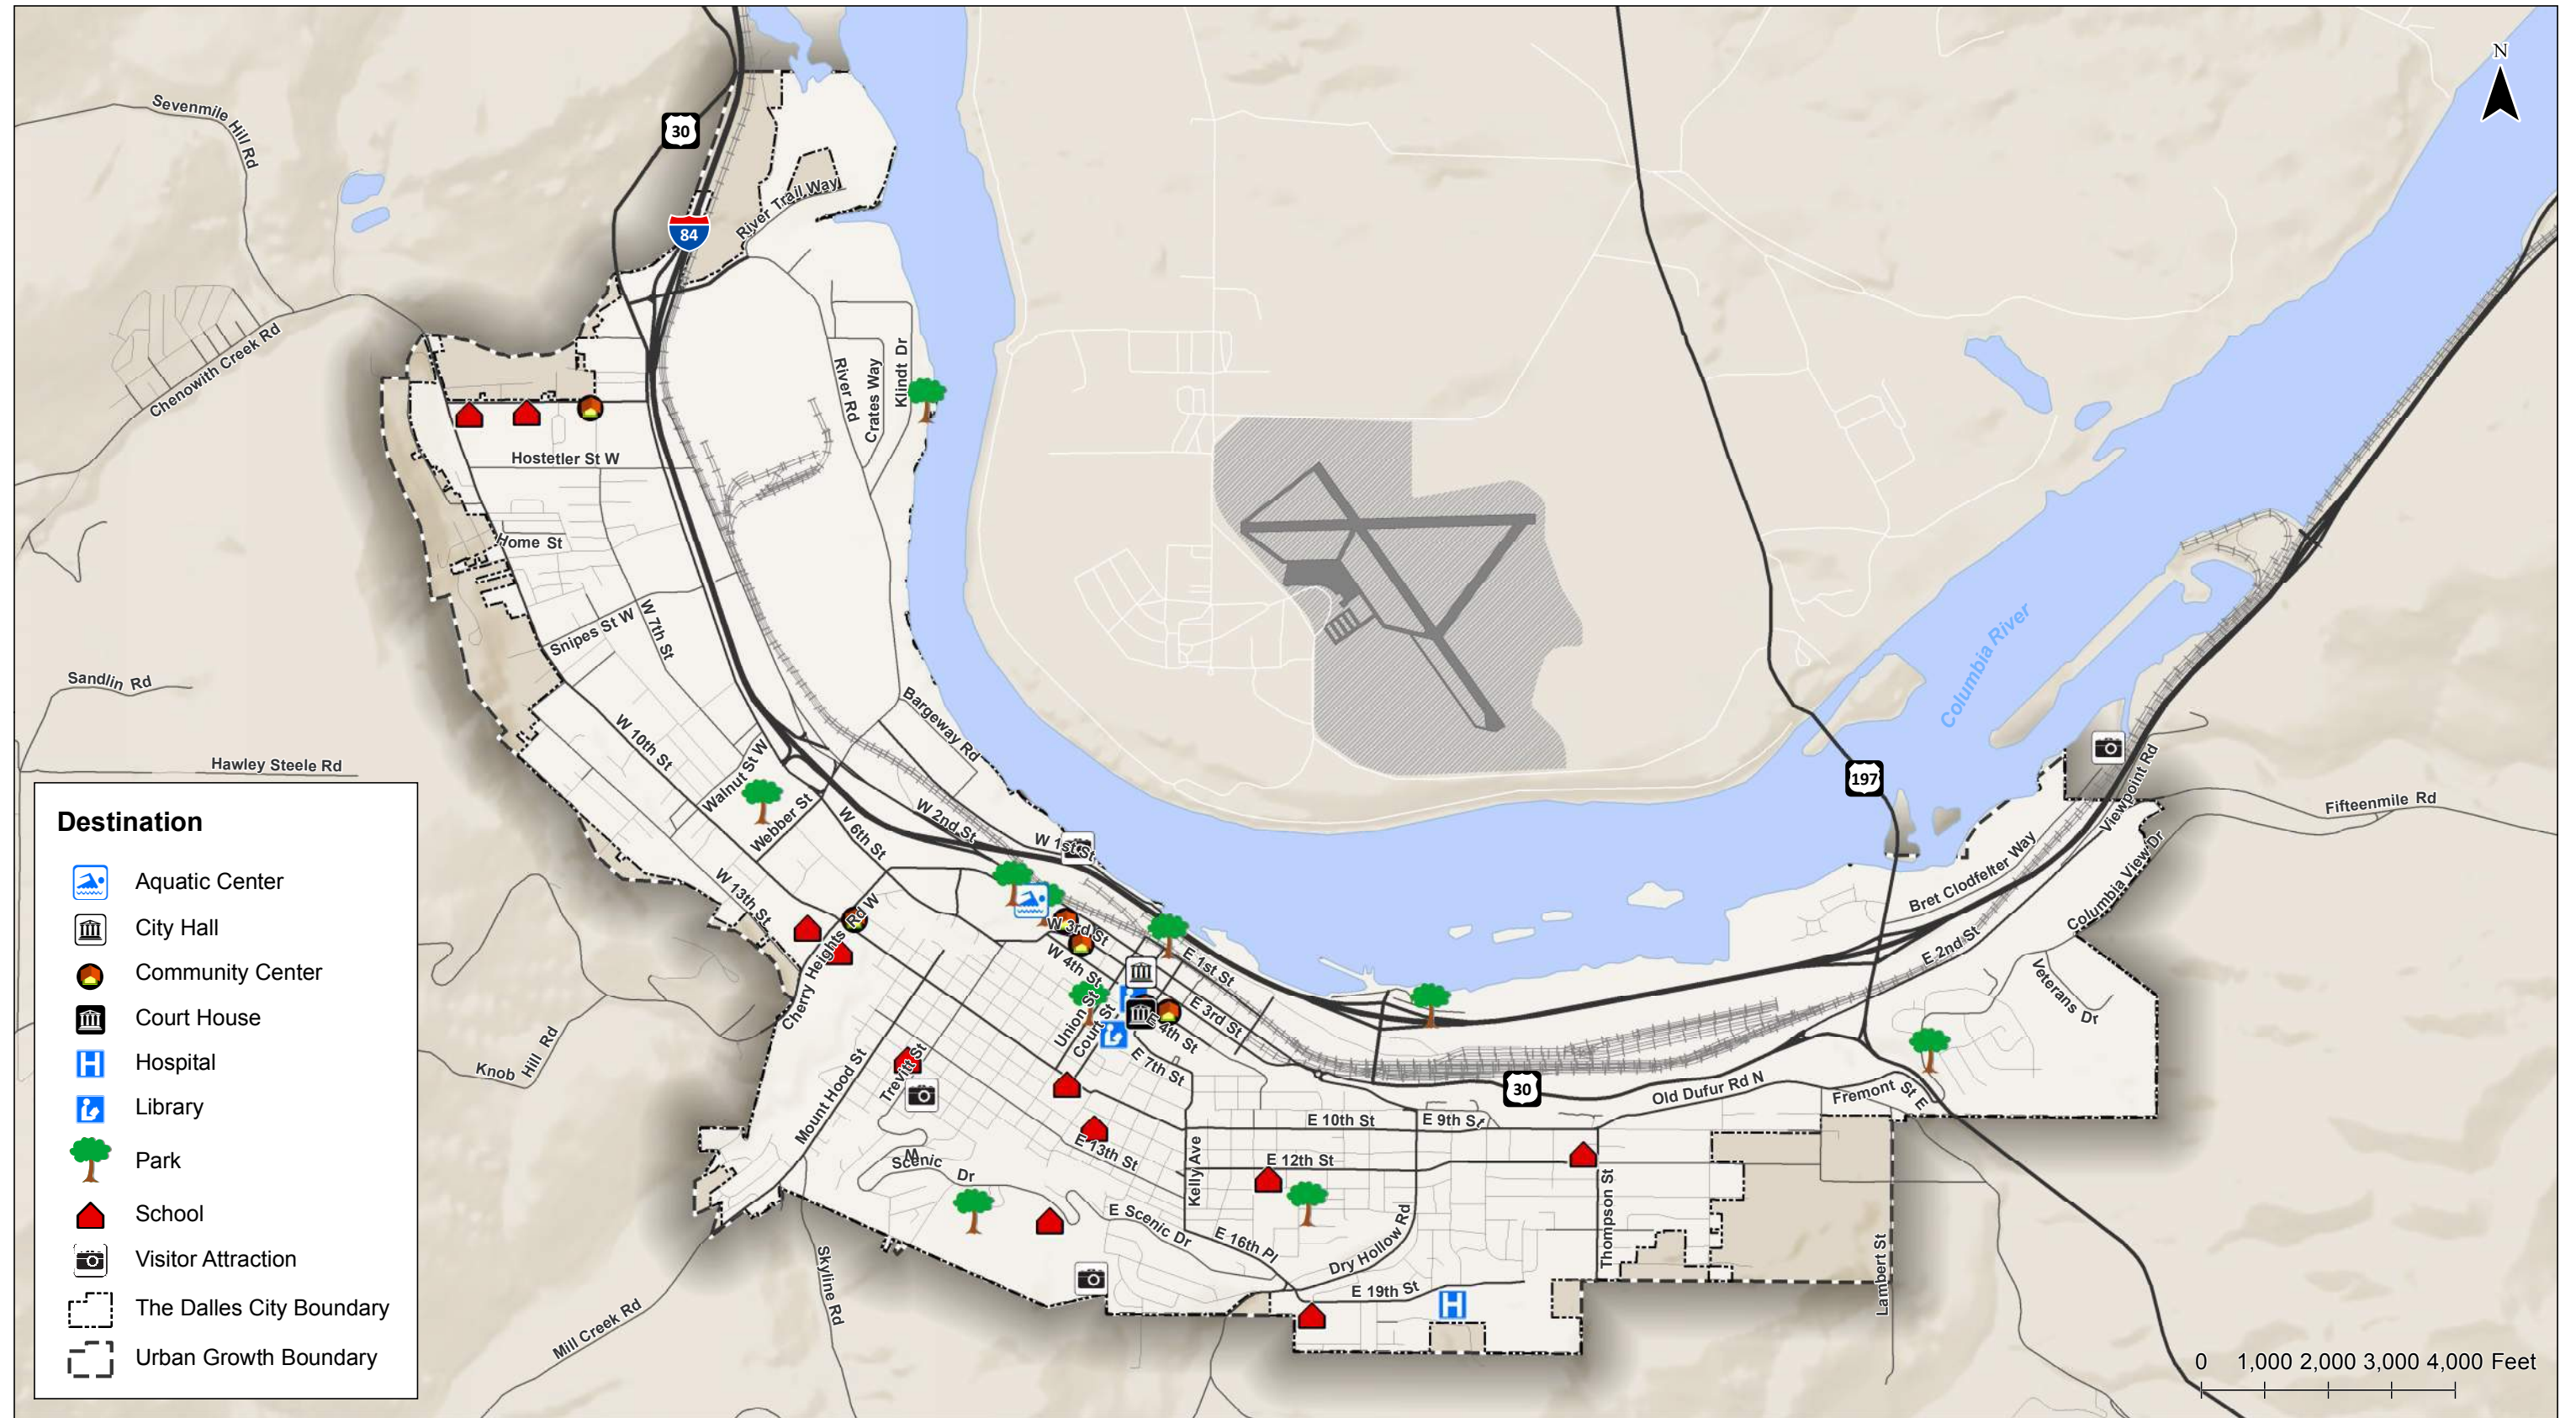 N
Sevenmile Hill Rd
30
84
River Trail Way
Chenowith Creek Rd
River Rd
Crates Way
Klindt Dr
Hostetler St W
Home St
Snipes St W
W 7th St
Sandlin Rd
Hawley Steele Rd
W 10th St
Walnut St W
Webber St
Bargeway Rd
W 6th St
W 2nd St
W 1st St
W 13th St
Cherry Heights Rd W
W 3rd St
W 4th St
E 1st St
E 3rd St
E 4th St
Union St
Court St
E 7th St
Columbia River
197
Viewpoint Rd
Fifteenmile Rd
Bret Clodfelter Way
Columbia View Dr
E 2nd St
Veterans Dr
Knob Hill Rd
Mount Hood St
Trevitt St
30
Old Dufur Rd N
Fremont St E
E 10th St
E 9th St
E 13th St
E 12th St
Kelly Ave
W Scenic Dr
E Scenic Dr
E 16th Pl
Dry Hollow Rd
Thompson St
E 19th St
Lambert St
Skyline Rd
Mill Creek Rd
Destination
Aquatic Center
City Hall
Community Center
Court House
H Hospital
Library
Park
School
Visitor Attraction
The Dalles City Boundary
Urban Growth Boundary
H
0 1,000 2,000 3,000 4,000 Feet